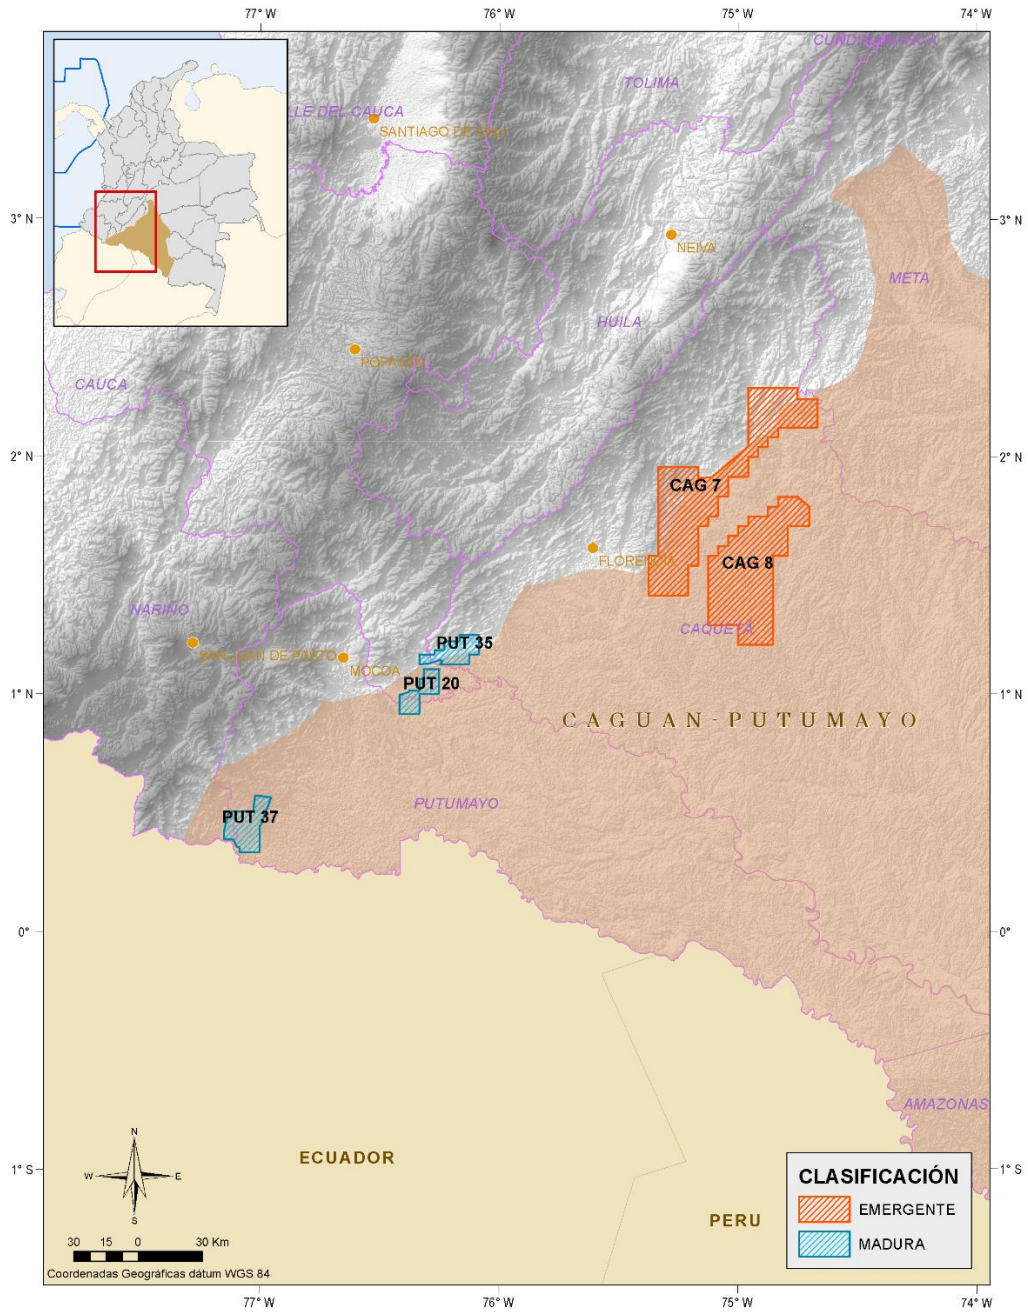 77° W 76° W 75° W 74° W
CUNDINAMARCA
TOLIMA
LLE DEL CAUCA
SANTIAGO DE CALI
3° N 3° N
NEIVA
META
HUILA
POPAYAN
CAUCA
2° N 2° N
CAG 7
FLORENCIA
CAG 8
NARIÑO
CAQUETA
PUT 35
SAN JUAN DE PASTO
MOCOA
PUT 20
1° N 1° N
CAGUAN-PUTUMAYO
PUTUMAYO
PUT 37
0° 0°
AMAZONAS
N
W E
S
ECUADOR
1° S 1° S
PERU
CLASIFICACIÓN
EMERGENTE
MADURA
30 15 0 30 Km
Coordenadas Geográficas dátum WGS 84
77° W 76° W 75° W 74° W